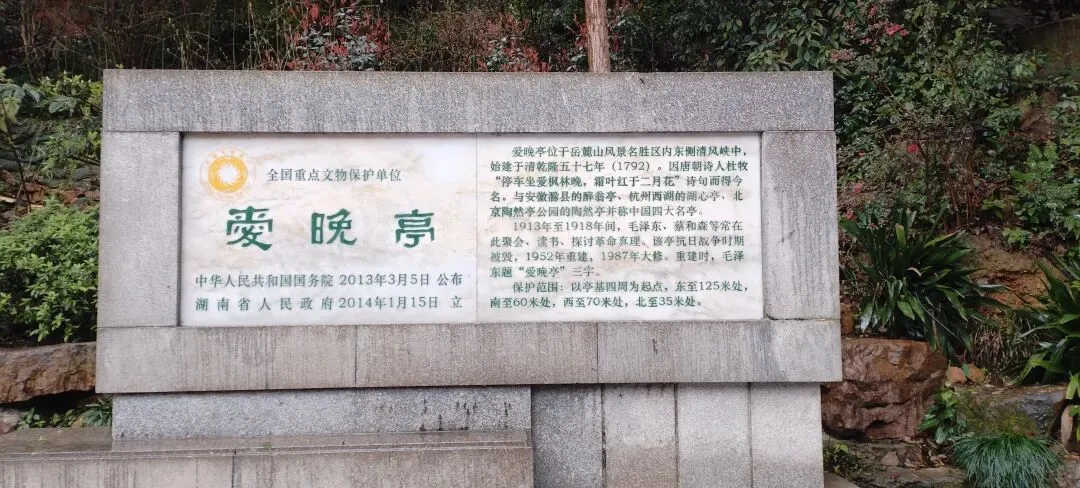 全国重点文物保护单位
愛晚亭
中华人民共和国国务院 2013年3月5日 公布
湖南省人民政府 2014年1月15日 立
爱晚亭位于岳麓山风景名胜区内东侧清风峡中，
始建于清乾隆五十七年（1792）。因唐朝诗人杜牧
“停车坐爱枫林晚，霜叶红于二月花”诗句而得今
名。与安徽滁县的醉翁亭、杭州西湖的湖心亭、北
京陶然亭公园的陶然亭并称中国四大名亭。
1913年至1918年间，毛泽东、蔡和森等常在
此聚会、读书、探讨革命真理。该亭抗日战争时期
被毁，1952年重建，1987年大修。重建时，毛泽
东题“爱晚亭”三字。
保护范围：以亭基四周为起点，东至125米处，
南至60米处，西至70米处，北至35米处。